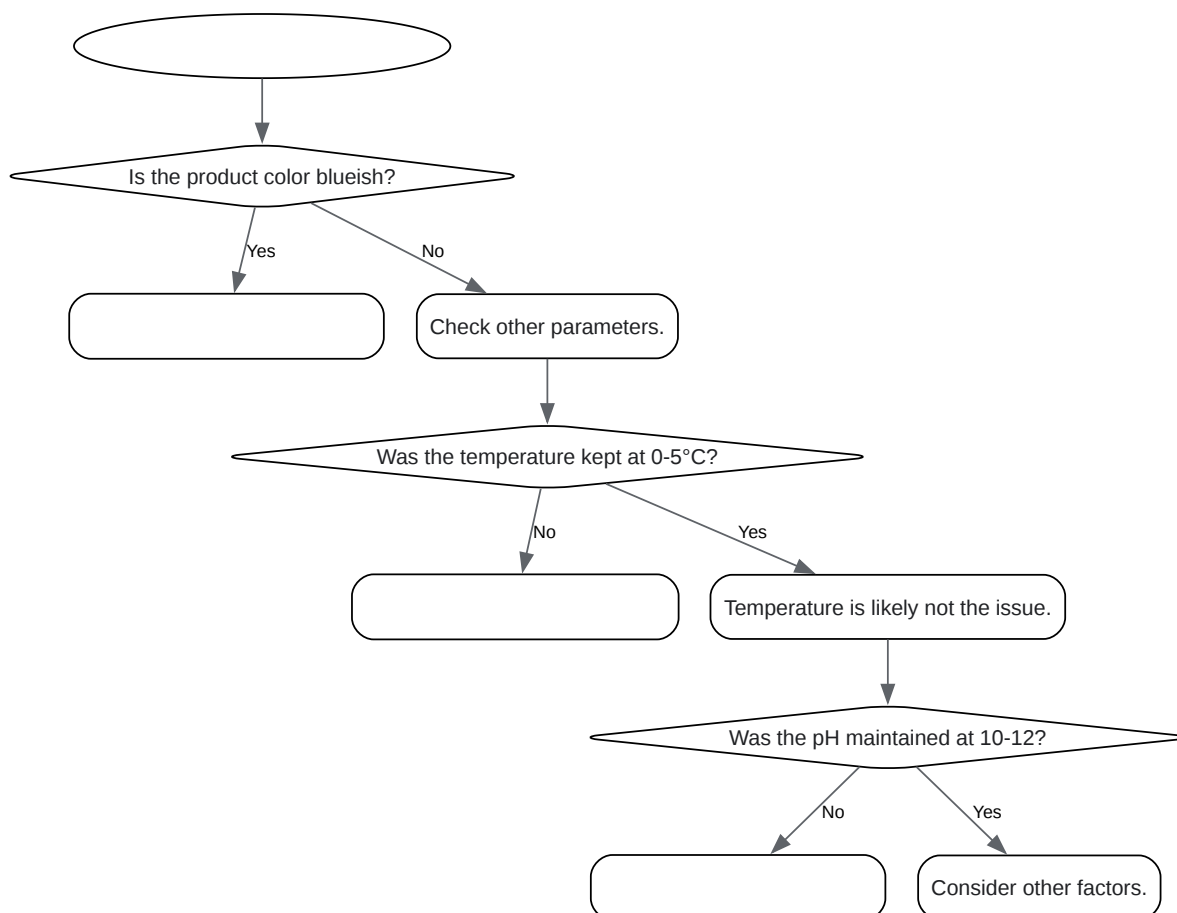 Is the product color blueish?
Yes
No
Check other parameters.
Was the temperature kept at 0-5°C?
No
Yes
Temperature is likely not the issue.
Was the pH maintained at 10-12?
No
Yes
Consider other factors.